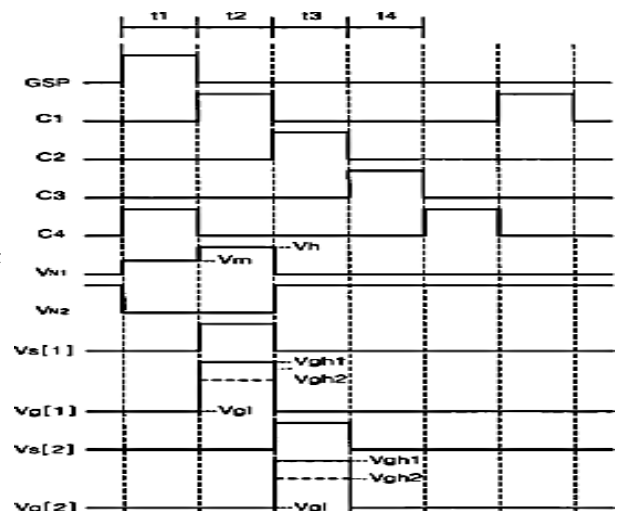 t1 t2 t3 t4
GSP
C1
C2
C3
C4
Vh
Vm
VN1
VN2
Vs[1]
Vgh1
Vgh2
Vg[1]
Vgl
Vs[2]
Vgh1
Vgh2
Vg[2]
Vgl